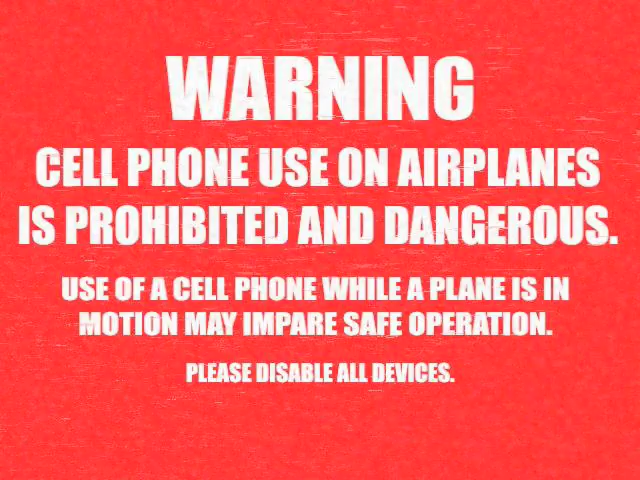 WARNING
CELL PHONE USE ON AIRPLANES
IS PROHIBITED AND DANGEROUS.
USE OF A CELL PHONE WHILE A PLANE IS IN
MOTION MAY IMPARE SAFE OPERATION.
PLEASE DISABLE ALL DEVICES.